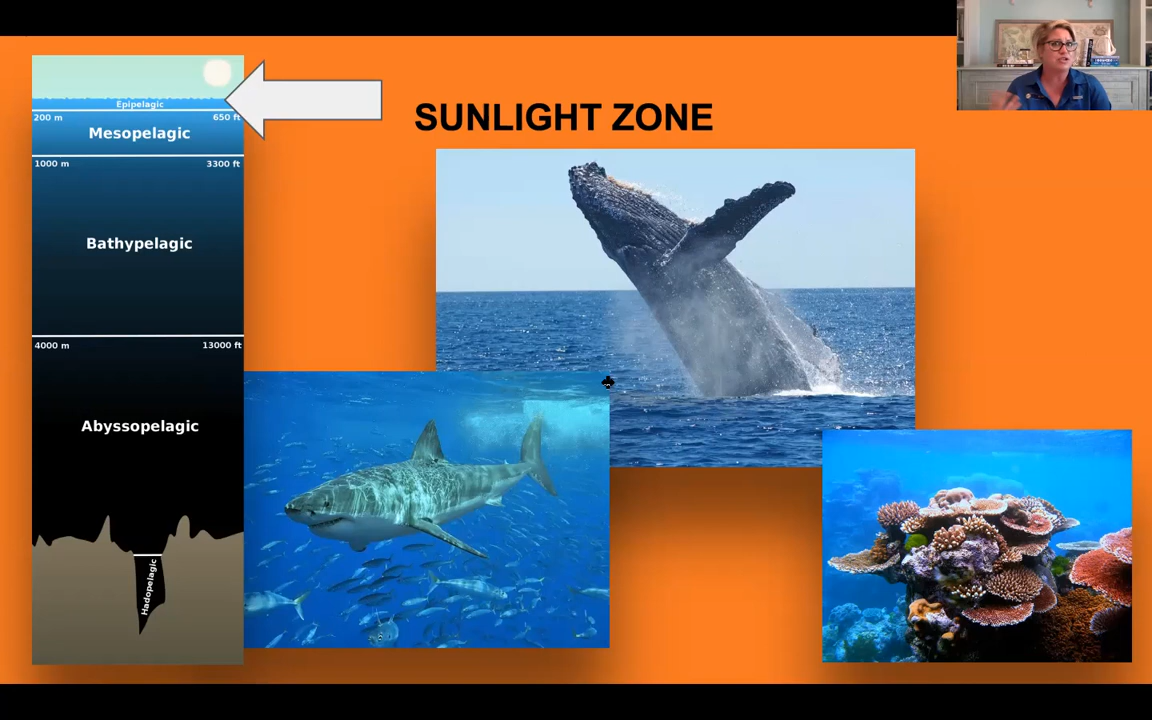 Epipelagic
200 m 650 ft
Mesopelagic
1000 m 3300 ft
Bathypelagic
4000 m 13000 ft
Abyssopelagic
Hadopelagic
SUNLIGHT ZONE